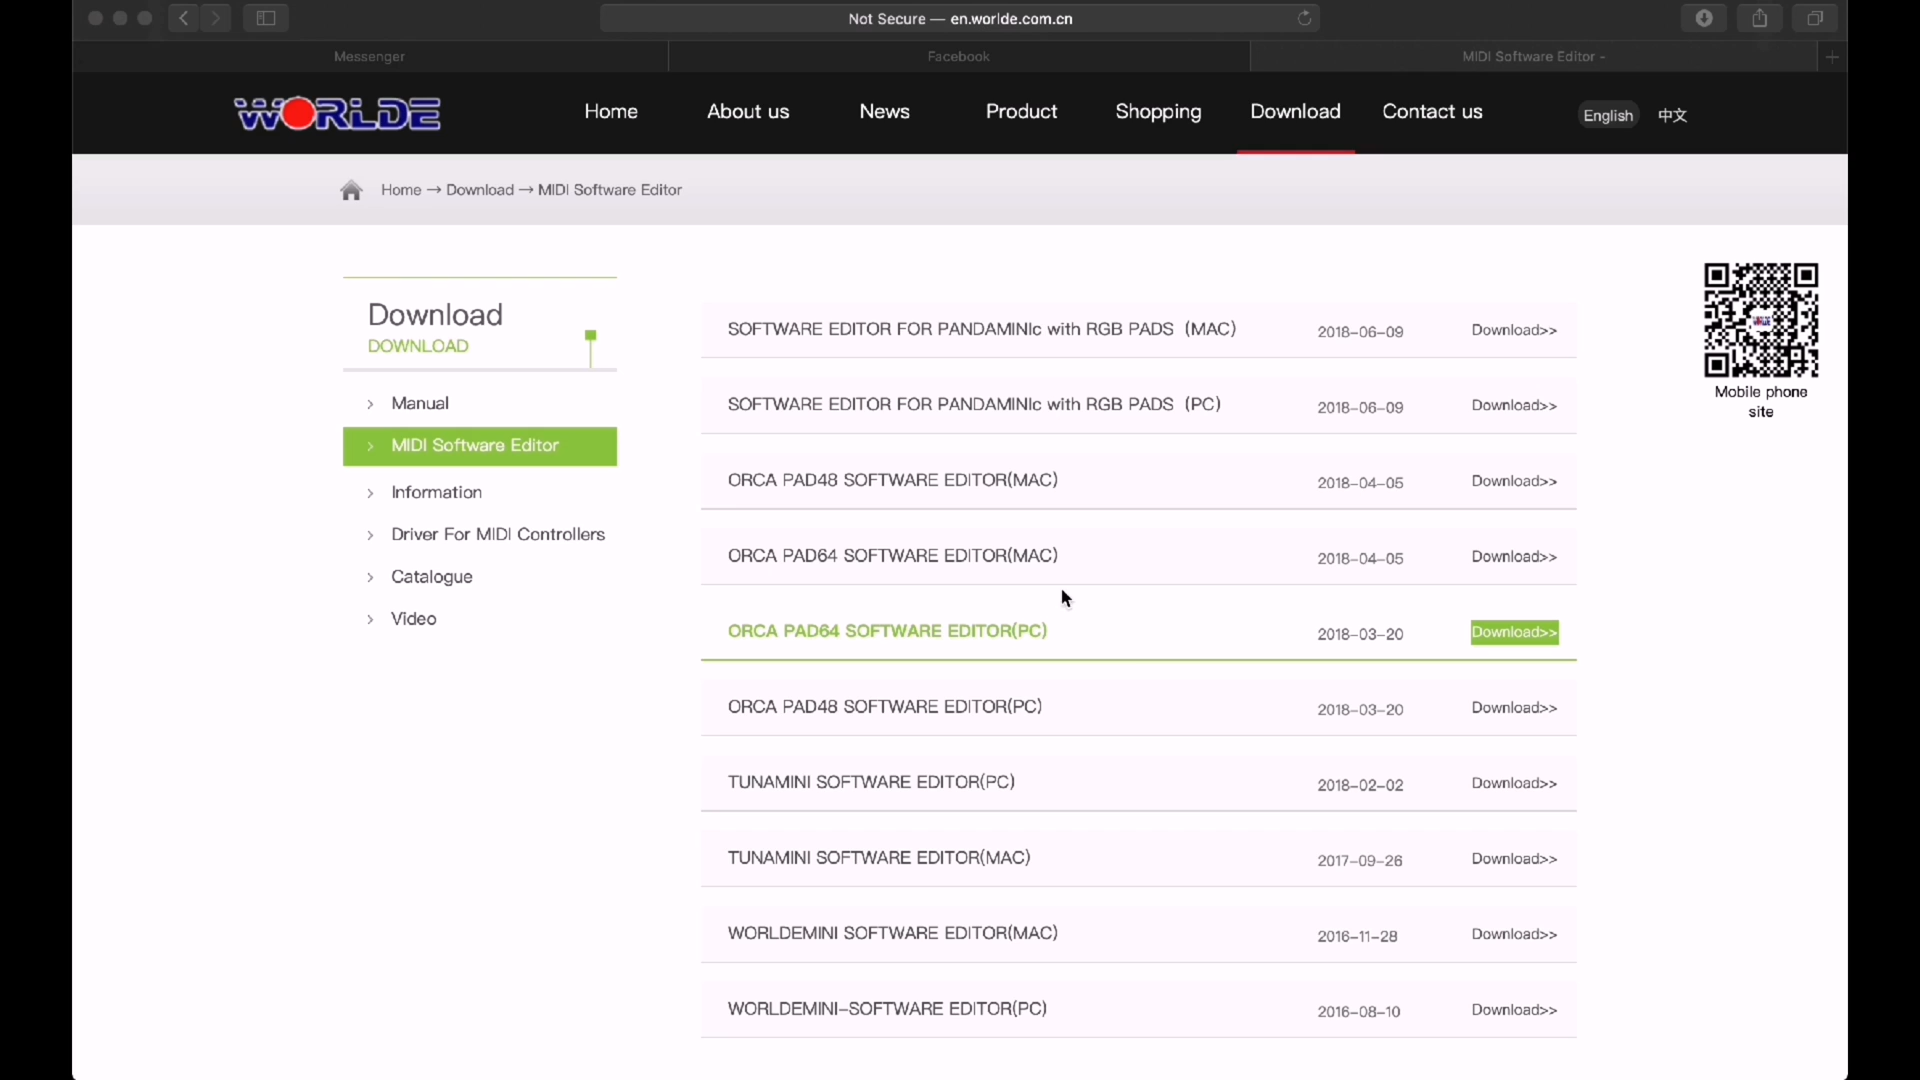 Not Secure — en.worlde.com.cn
Messenger
Facebook
MIDI Software Editor -
WORLDE
Home
About us
News
Product
Shopping
Download
Contact us
English
中文
Home → Download → MIDI Software Editor
Download
DOWNLOAD
Manual
MIDI Software Editor
Information
Driver For MIDI Controllers
Catalogue
Video
SOFTWARE EDITOR FOR PANDAMINIc with RGB PADS（MAC） 2018-06-09 Download>>
SOFTWARE EDITOR FOR PANDAMINIc with RGB PADS（PC） 2018-06-09 Download>>
ORCA PAD48 SOFTWARE EDITOR(MAC) 2018-04-05 Download>>
ORCA PAD64 SOFTWARE EDITOR(MAC) 2018-04-05 Download>>
ORCA PAD64 SOFTWARE EDITOR(PC) 2018-03-20 Download>>
ORCA PAD48 SOFTWARE EDITOR(PC) 2018-03-20 Download>>
TUNAMINI SOFTWARE EDITOR(PC) 2018-02-02 Download>>
TUNAMINI SOFTWARE EDITOR(MAC) 2017-09-26 Download>>
WORLDEMINI SOFTWARE EDITOR(MAC) 2016-11-28 Download>>
WORLDEMINI-SOFTWARE EDITOR(PC) 2016-08-10 Download>>
Mobile phone
site